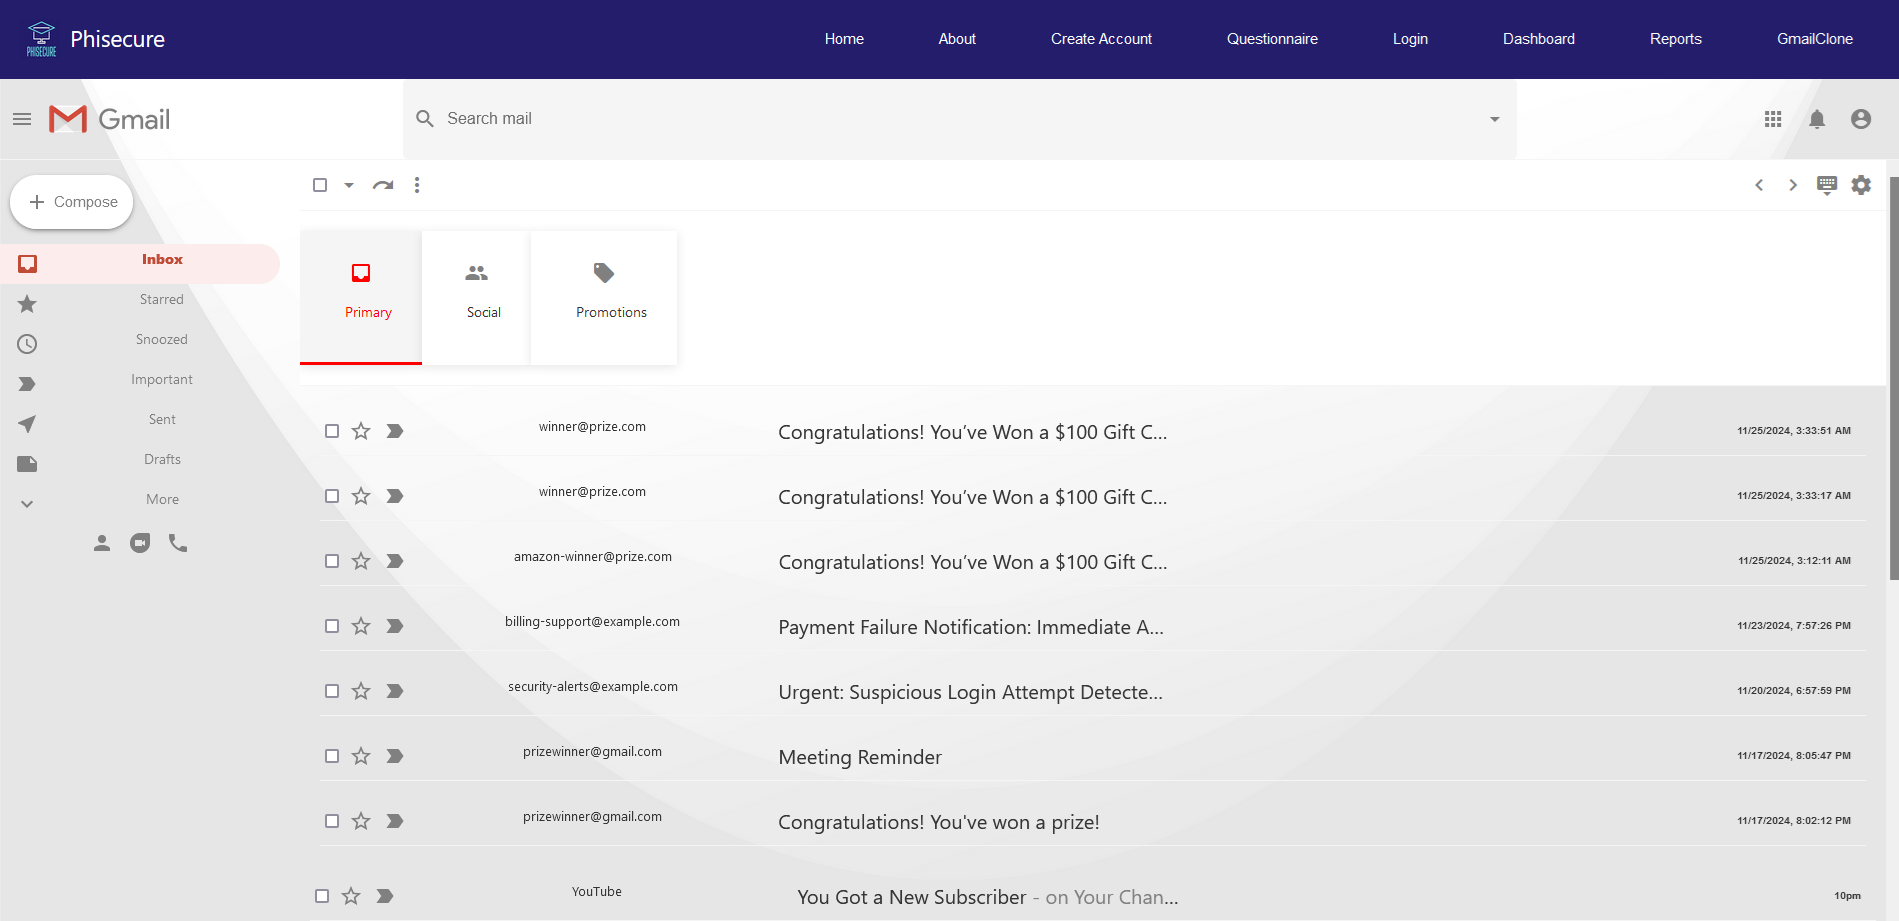 PHISECURE
Phisecure
Home
About
Create Account
Questionnaire
Login
Dashboard
Reports
GmailClone
Gmail
Search mail
Compose
Inbox
Starred
Snoozed
Important
Sent
Drafts
More
Primary
Social
Promotions
winner@prize.com Congratulations! You’ve Won a $100 Gift C... 11/25/2024, 3:33:51 AM
winner@prize.com Congratulations! You’ve Won a $100 Gift C... 11/25/2024, 3:33:17 AM
amazon-winner@prize.com Congratulations! You’ve Won a $100 Gift C... 11/25/2024, 3:12:11 AM
billing-support@example.com Payment Failure Notification: Immediate A... 11/23/2024, 7:57:26 PM
security-alerts@example.com Urgent: Suspicious Login Attempt Detecte... 11/20/2024, 6:57:59 PM
prizewinner@gmail.com Meeting Reminder 11/17/2024, 8:05:47 PM
prizewinner@gmail.com Congratulations! You've won a prize! 11/17/2024, 8:02:12 PM
YouTube You Got a New Subscriber - on Your Chan... 10pm